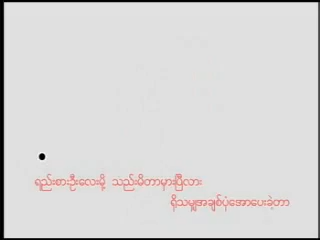 ရည်းစားဦးလေးမို့ သည်းမိတာမှားပြီလား
ရိုးသမျှအချစ်ပုံအောပေးခဲ့တာ